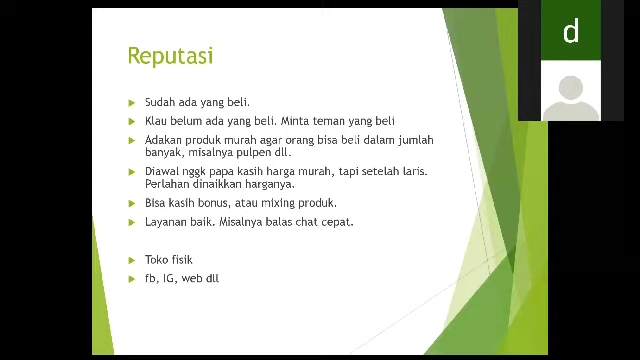 Reputasi
Sudah ada yang beli.
Klau belum ada yang beli. Minta teman yang beli
Adakan produk murah agar orang bisa beli dalam jumlah
banyak, misalnya pulpen dll.
Diawal nggk papa kasih harga murah, tapi setelah laris.
Perlahan dinaikkan harganya.
Bisa kasih bonus, atau mixing produk.
Layanan baik. Misalnya balas chat cepat.
Toko fisik
fb, IG, web dll
d